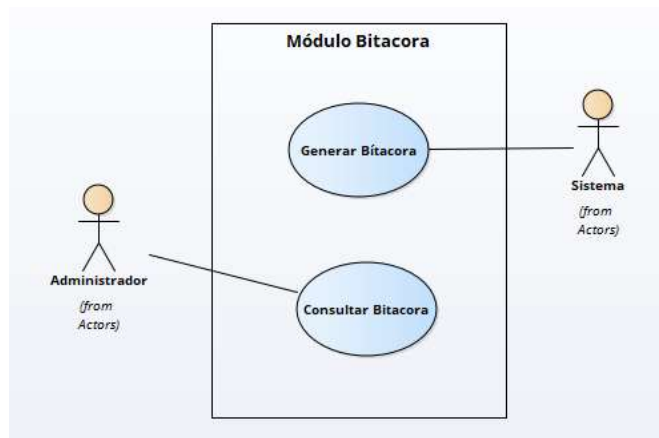 Módulo Bitacora
Generar Bítacora
Sistema
(from
Actors)
Administrador
(from
Actors)
Consultar Bitacora